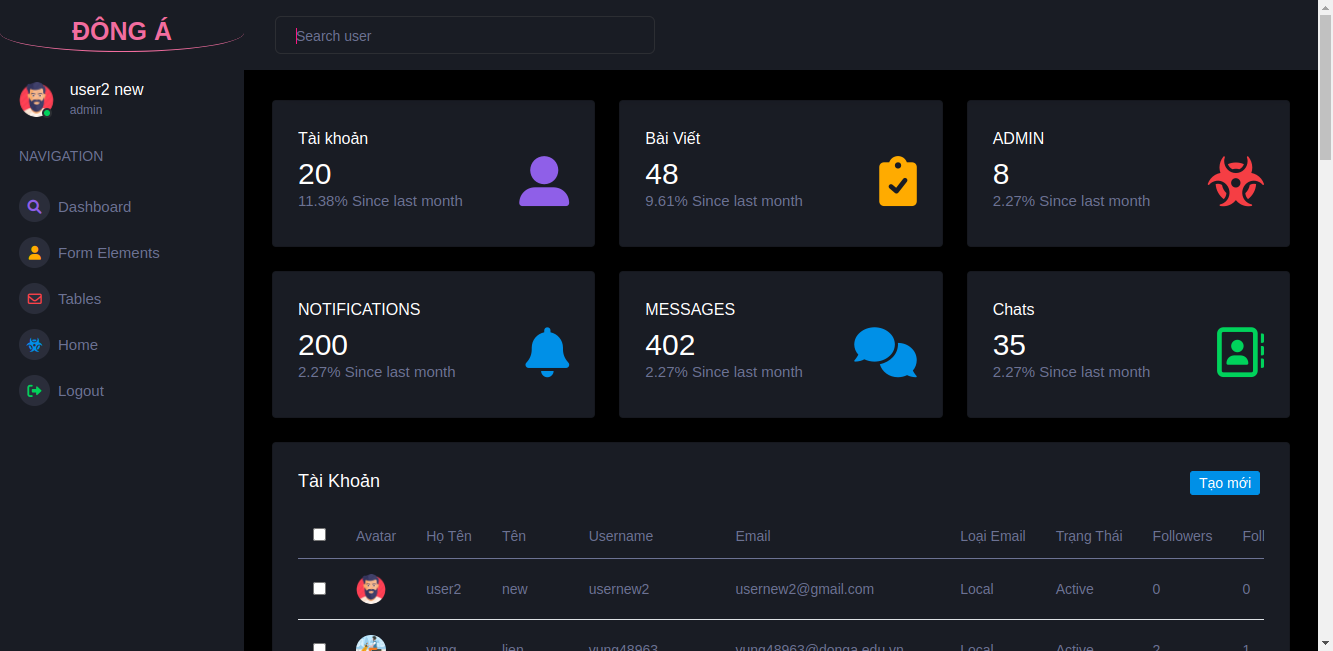 ĐÔNG Á
Search user
user2 new
admin
NAVIGATION
Dashboard
Form Elements
Tables
Home
Logout
Tài khoản
20
11.38% Since last month
Bài Viết
48
9.61% Since last month
ADMIN
8
2.27% Since last month
NOTIFICATIONS
200
2.27% Since last month
MESSAGES
402
2.27% Since last month
Chats
35
2.27% Since last month
Tài Khoản
Tạo mới
Avatar Họ Tên Tên Username Email Loại Email Trạng Thái Followers Foll
user2 new usernew2 usernew2@gmail.com Local Active 0 0
vung lien vung48963 vung48963@donga.edu.vn Local Active 2 1